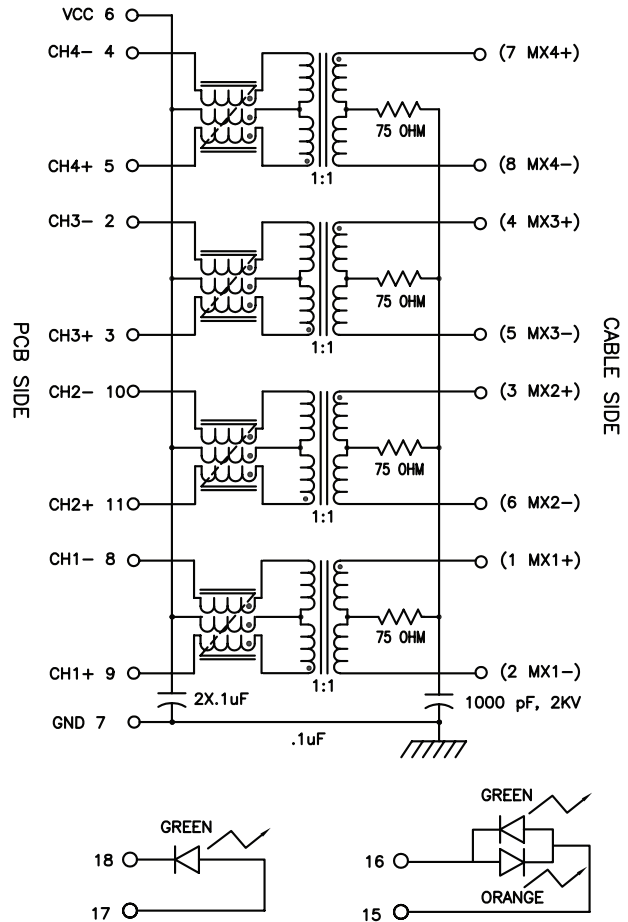 VCC 6
CH4- 4
(7 MX4+)
75 OHM
CH4+ 5
(8 MX4-)
1:1
CH3- 2
(4 MX3+)
75 OHM
CH3+ 3
(5 MX3-)
1:1
PCB SIDE
CABLE SIDE
CH2- 10
(3 MX2+)
75 OHM
CH2+ 11
(6 MX2-)
1:1
CH1- 8
(1 MX1+)
75 OHM
CH1+ 9
(2 MX1-)
1:1
2X.1uF
1000 pF, 2KV
GND 7
.1uF
GREEN
18
17
GREEN
16
ORANGE
15